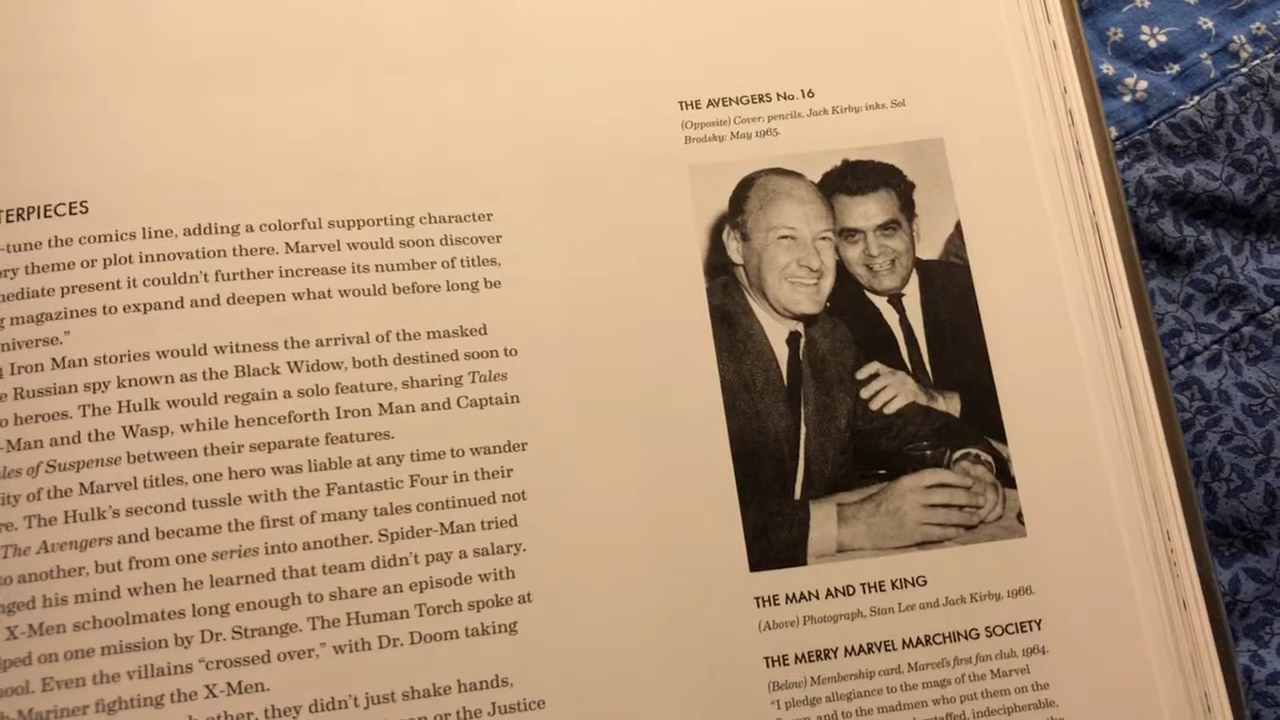 TERPIECES
-tune the comics line, adding a colorful supporting character
ry theme or plot innovation there. Marvel would soon discover
mediate present it couldn't further increase its number of titles,
g magazines to expand and deepen what would before long be
niverse."
Iron Man stories would witness the arrival of the masked
e Russian spy known as the Black Widow, both destined soon to
o heroes. The Hulk would regain a solo feature, sharing Tales
-Man and the Wasp, while henceforth Iron Man and Captain
les of Suspense between their separate features.
ity of the Marvel titles, one hero was liable at any time to wander
re. The Hulk's second tussle with the Fantastic Four in their
The Avengers and became the first of many tales continued not
o another, but from one series into another. Spider-Man tried
nged his mind when he learned that team didn't pay a salary.
X-Men schoolmates long enough to share an episode with
ped on one mission by Dr. Strange. The Human Torch spoke at
ool. Even the villains "crossed over," with Dr. Doom taking
b-Mariner fighting the X-Men.
other, they didn't just shake hands,
or the Justice
THE AVENGERS No.16
(Opposite) Cover; pencils, Jack Kirby; inks, Sol
Brodsky; May 1965.
THE MAN AND THE KING
(Above) Photograph, Stan Lee and Jack Kirby, 1966.
THE MERRY MARVEL MARCHING SOCIETY
(Below) Membership card, Marvel's first fan club, 1964.
"I pledge allegiance to the mags of the Marvel
and to the madmen who put them on the
indecipherable,
the